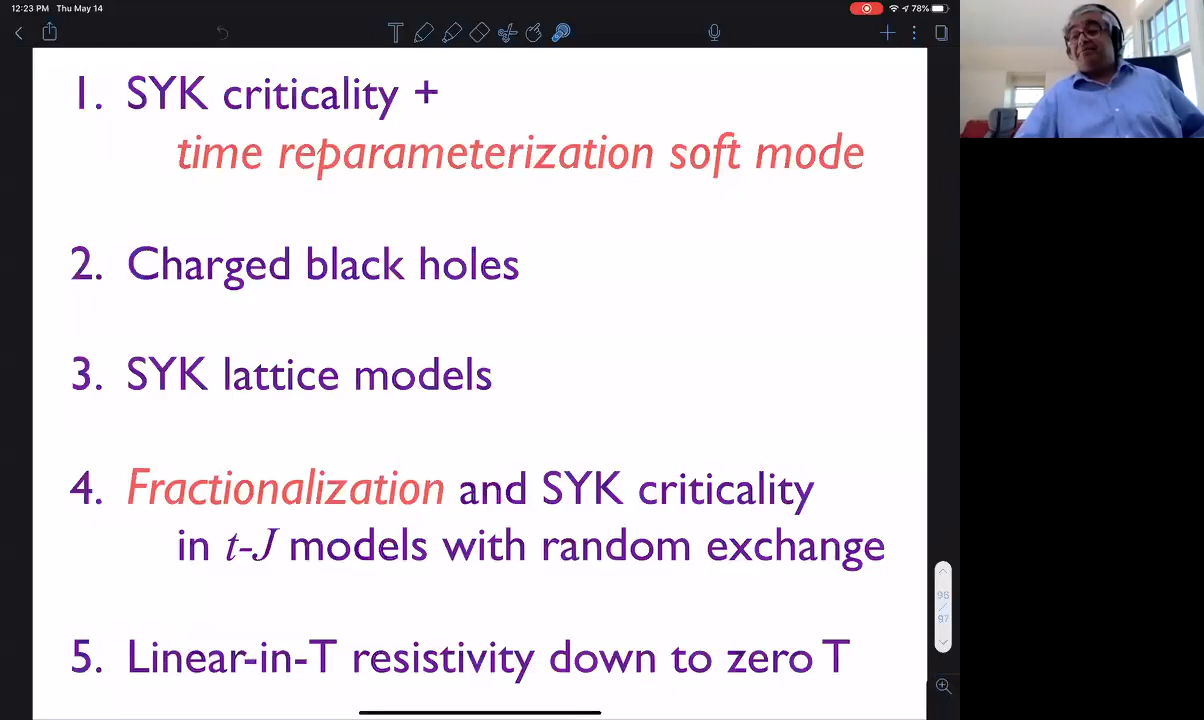 12:23 PM Thu May 14
78%
1. SYK criticality +
time reparameterization soft mode
2. Charged black holes
3. SYK lattice models
4. Fractionalization and SYK criticality
in t-J models with random exchange
5. Linear-in-T resistivity down to zero T
96
/
97